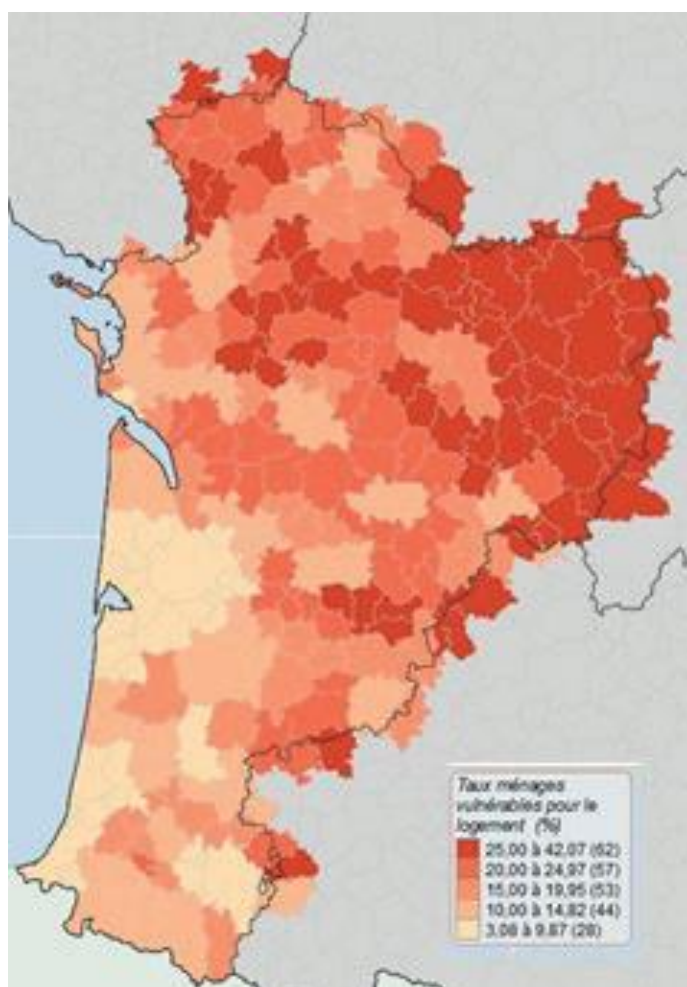 Taux ménages
vulnérables pour le
logement (%)
25,00 à 42,07 (62)
20,00 à 24,97 (57)
15,00 à 19,95 (53)
10,00 à 14,82 (44)
3,08 à 9,87 (28)